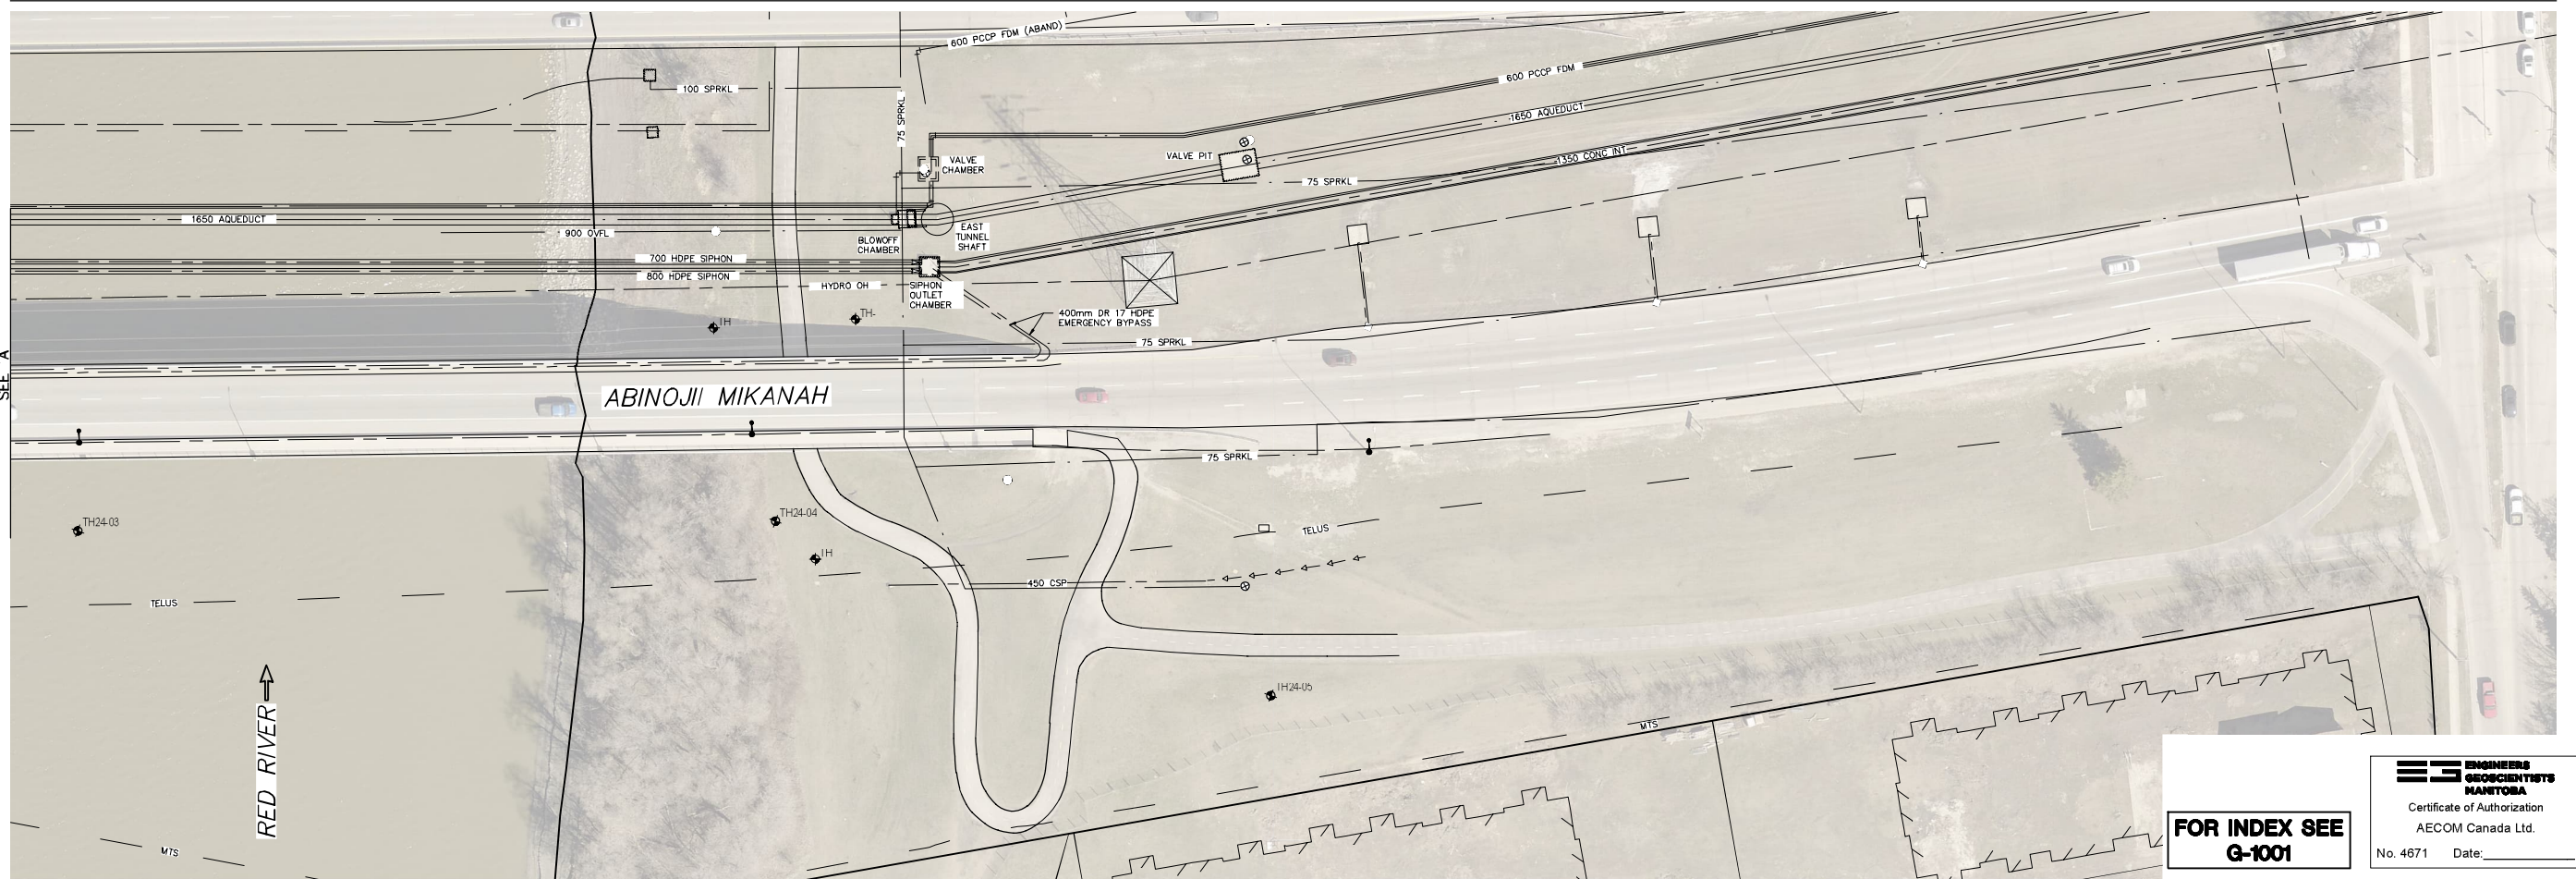 600 PCCP FDM (ABAND)
100 SPRKL
75 SPRKL
600 PCCP FDM
1650 AQUEDUCT
VALVE PIT
VALVE
CHAMBER
1350 CONC INT
75 SPRKL
1650 AQUEDUCT
900 OVFL
BLOWOFF
CHAMBER
EAST
TUNNEL
SHAFT
700 HDPE SIPHON
800 HDPE SIPHON
HYDRO OH
SIPHON
OUTLET
CHAMBER
TH
TH-
400mm DR 17 HDPE
EMERGENCY BYPASS
75 SPRKL
SEE A
ABINOJII MIKANAH
75 SPRKL
TH24-03
TH24-04
TH
TELUS
450 CSP
TELUS
TH24-05
RED RIVER
MTS
MTS
ENGINEERS
GEOSCIENTISTS
MANITOBA
Certificate of Authorization
AECOM Canada Ltd.
No. 4671 Date:
FOR INDEX SEE
G-1001